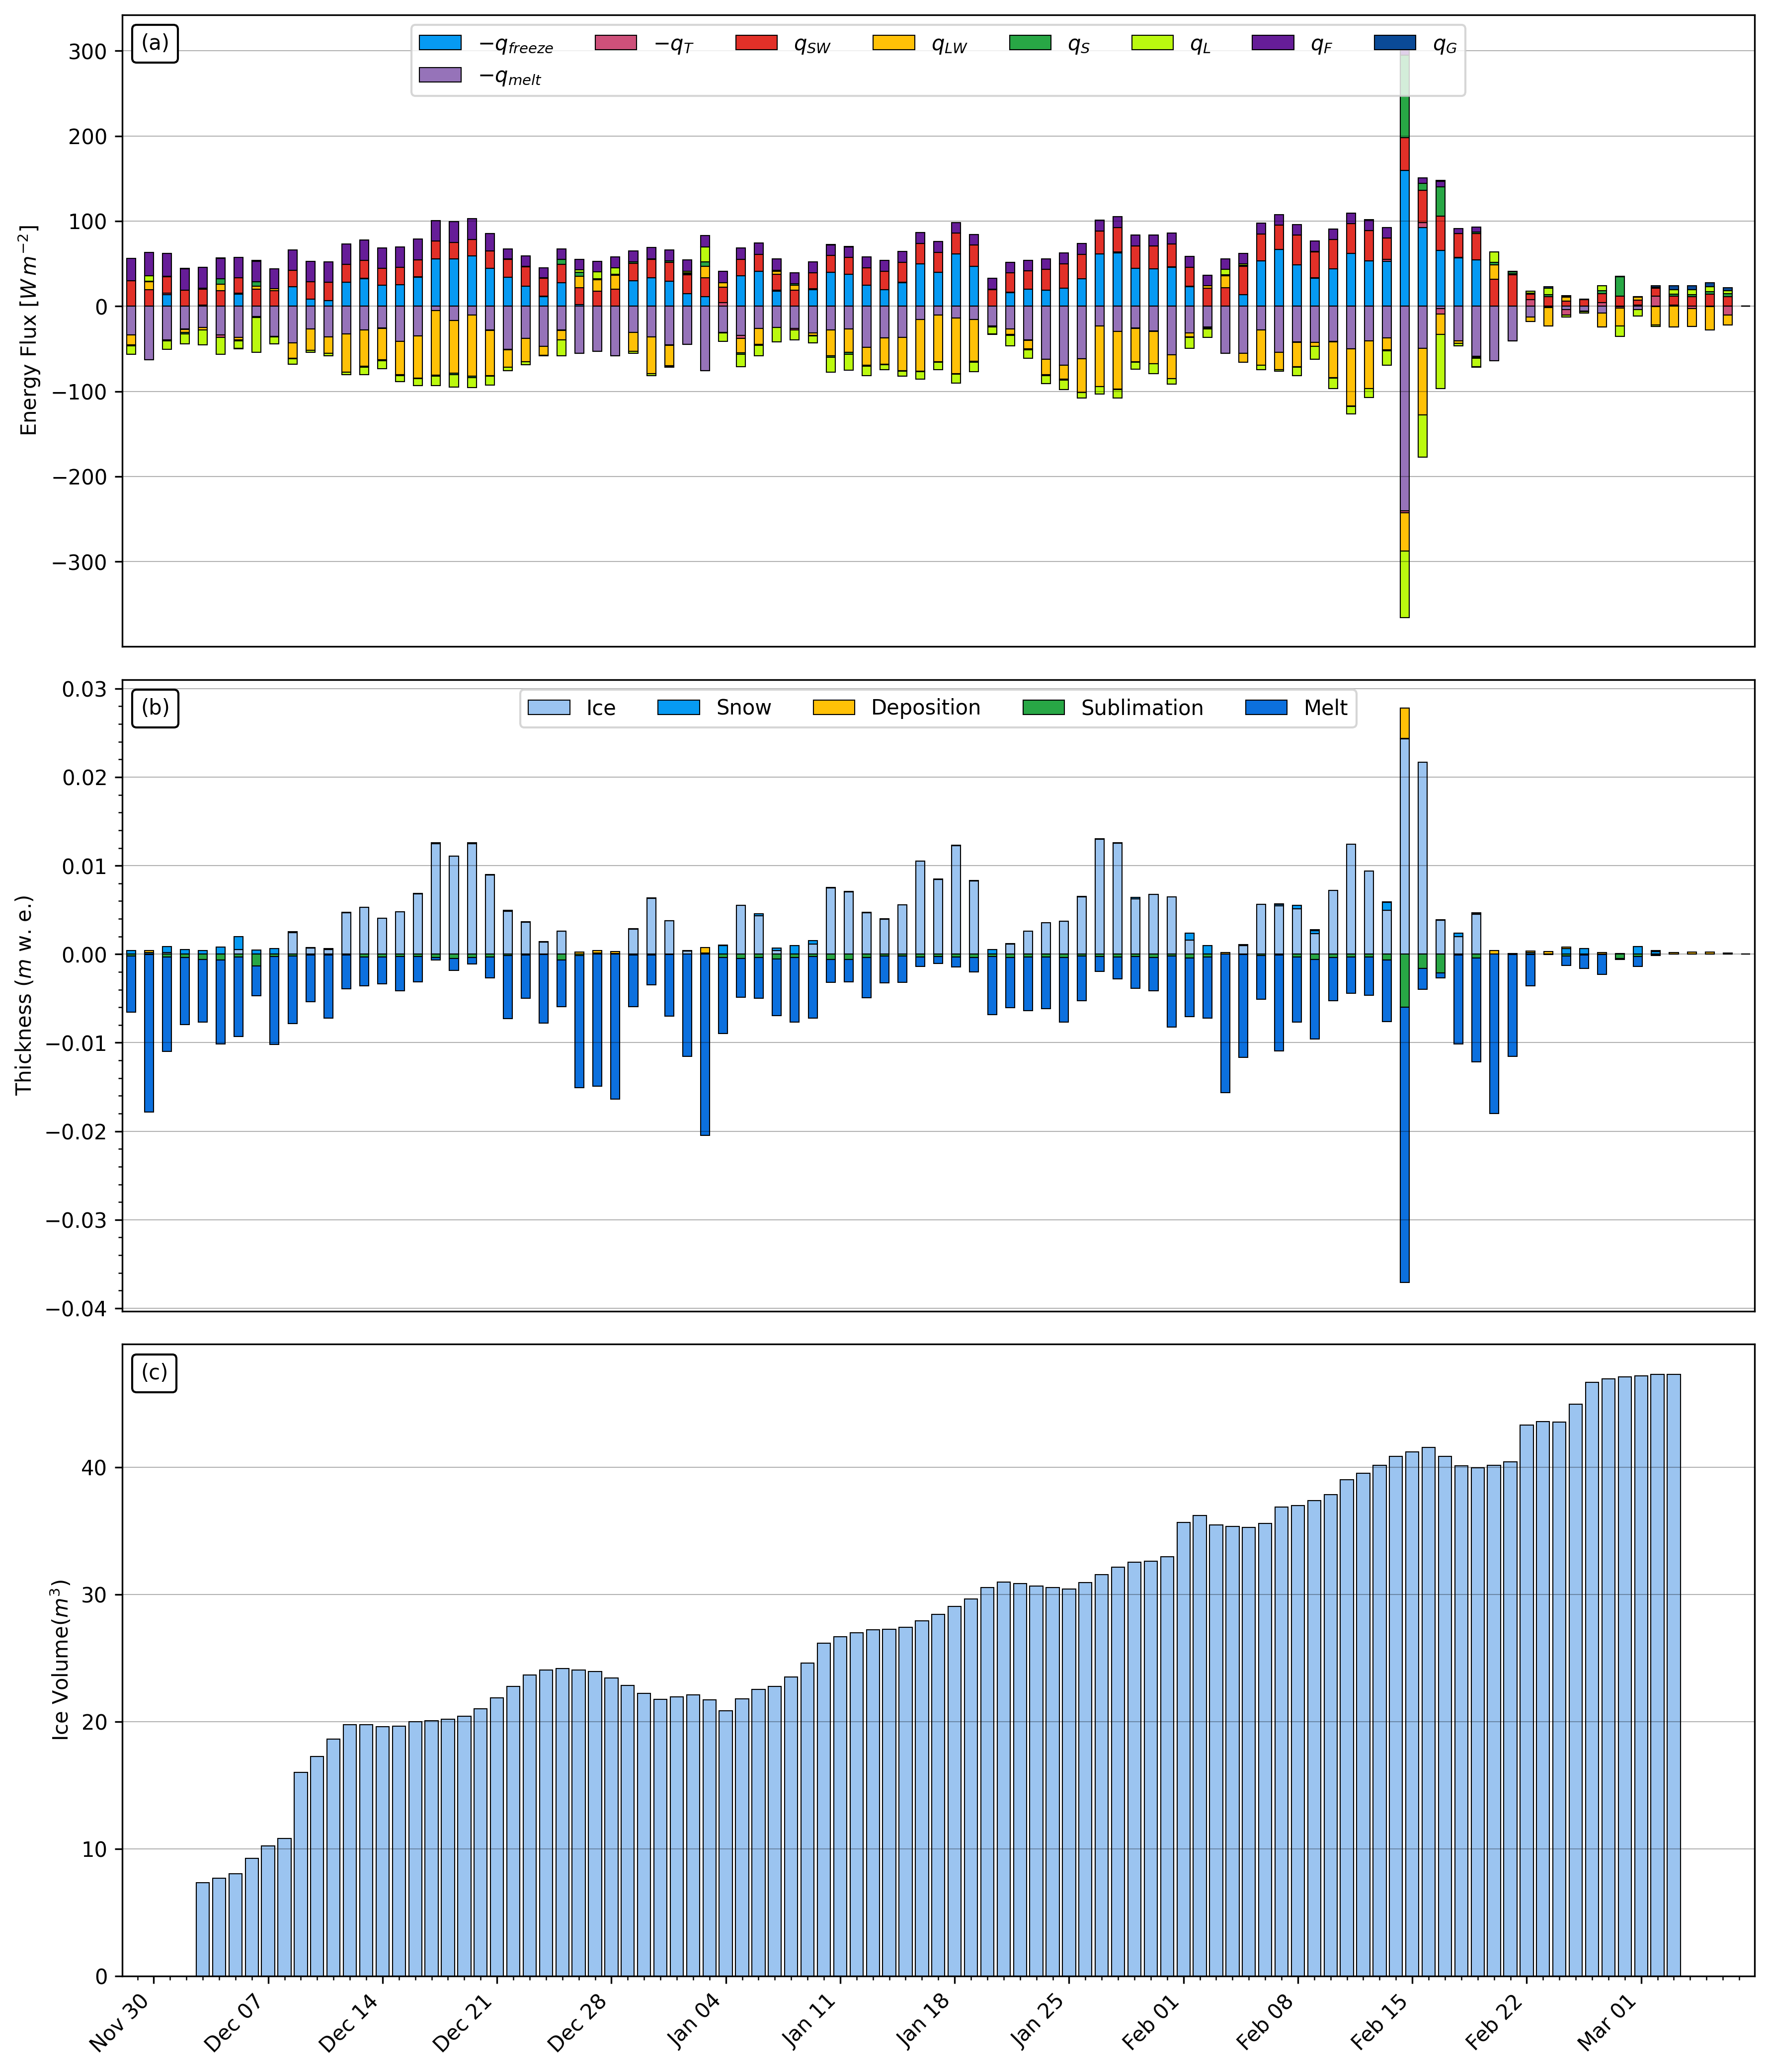 (a)
−q_freeze −q_T q_SW q_LW q_S q_L q_F q_G
−q_melt
300
200
100
0
−100
−200
−300
Energy Flux [W m⁻²]
(b)
Ice Snow Deposition Sublimation Melt
0.03
0.02
0.01
0.00
−0.01
−0.02
−0.03
−0.04
Thickness (m w. e.)
(c)
40
30
20
10
0
Ice Volume(m³)
Nov 30 Dec 07 Dec 14 Dec 21 Dec 28 Jan 04 Jan 11 Jan 18 Jan 25 Feb 01 Feb 08 Feb 15 Feb 22 Mar 01